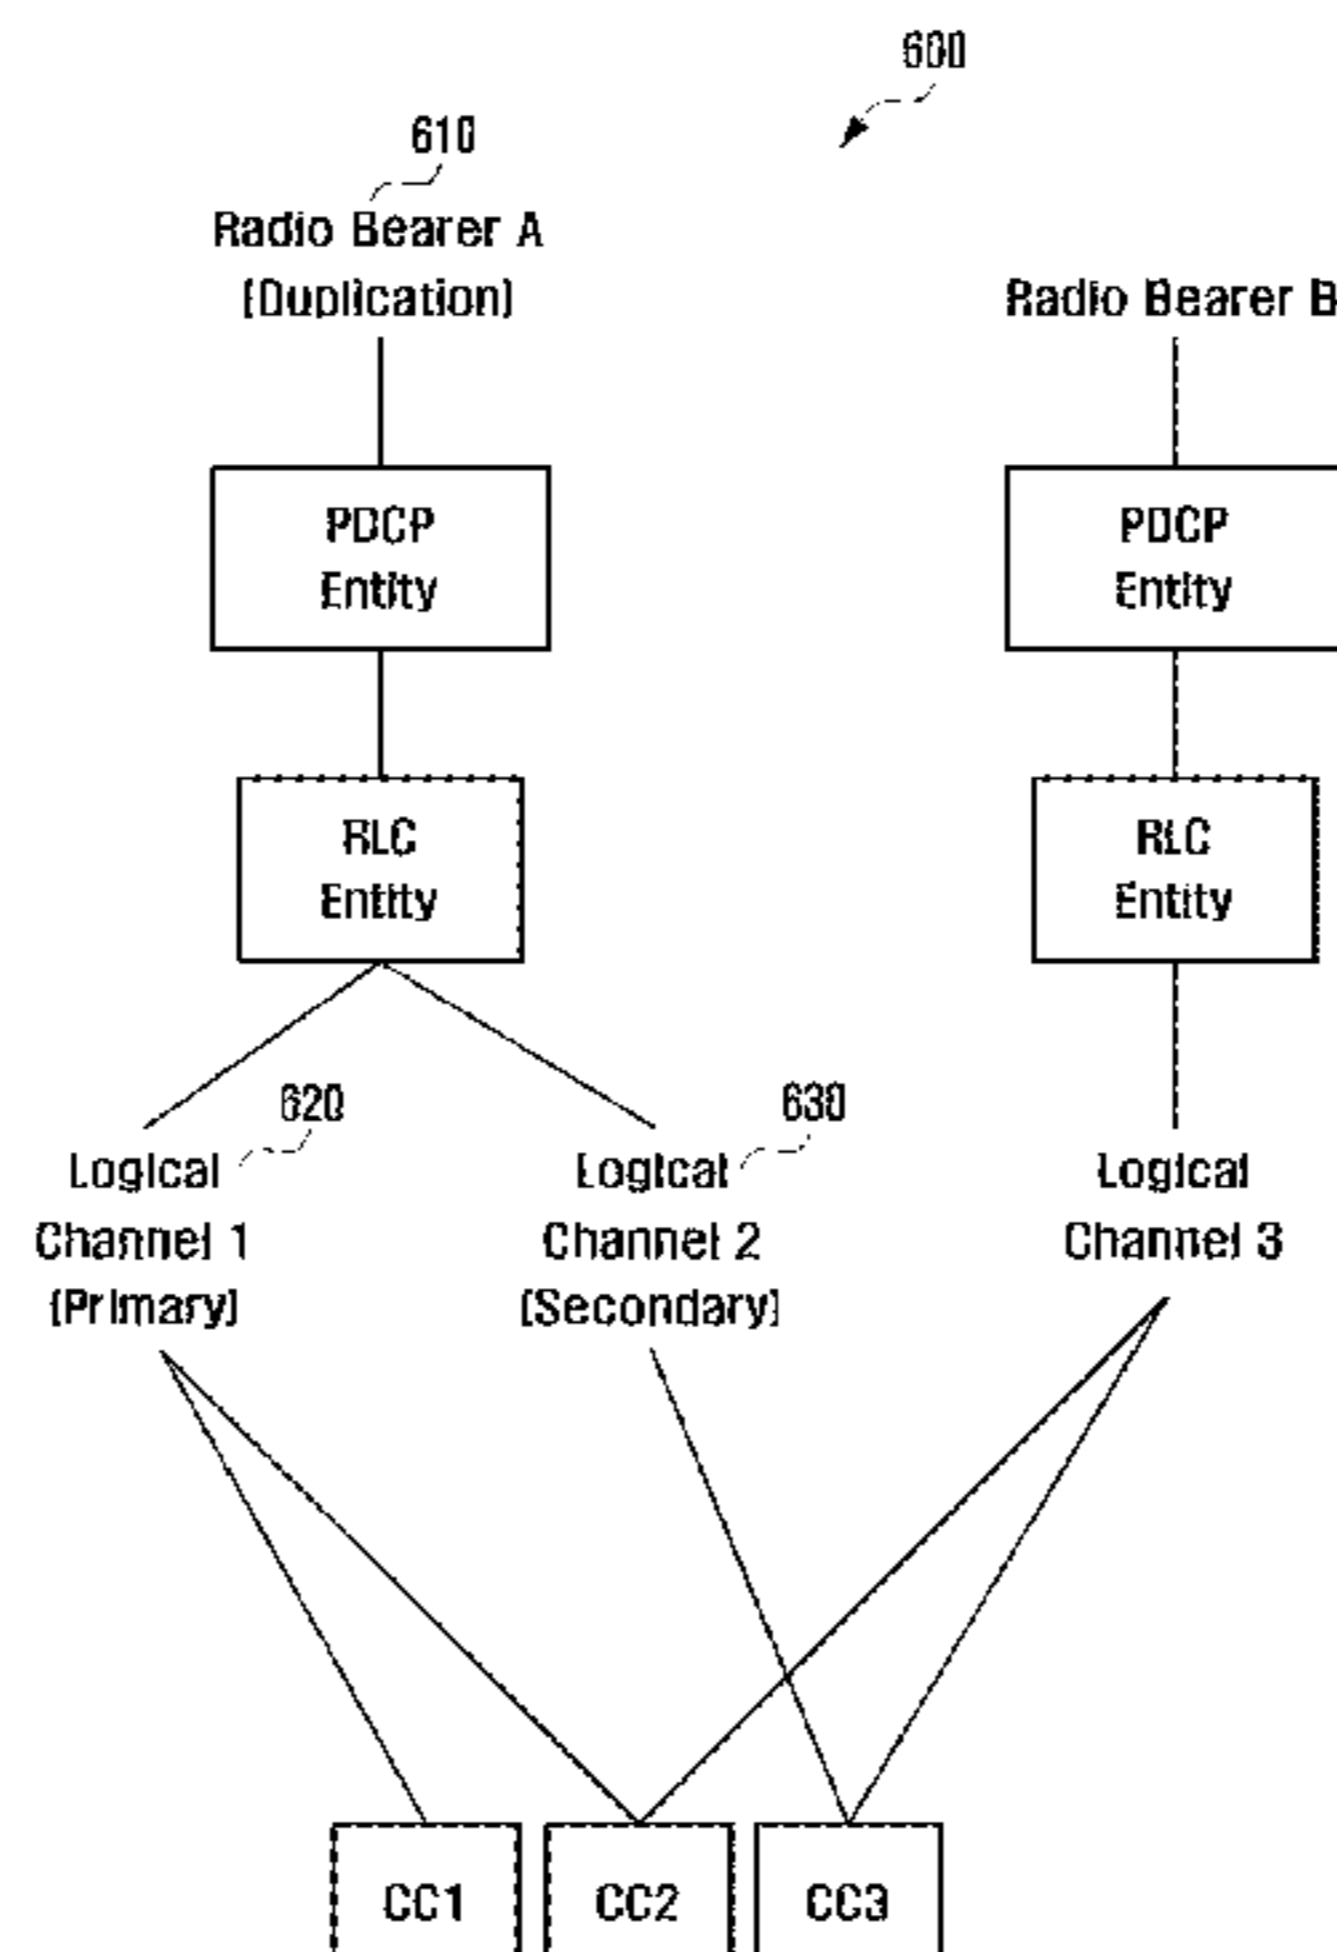 600
610
Radio Bearer A
(Duplication)
Radio Bearer B
PDCP
Entity
PDCP
Entity
RLC
Entity
RLC
Entity
620
630
Logical
Channel 1
(Primary)
Logical
Channel 2
(Secondary)
Logical
Channel 3
CC1
CC2
CC3